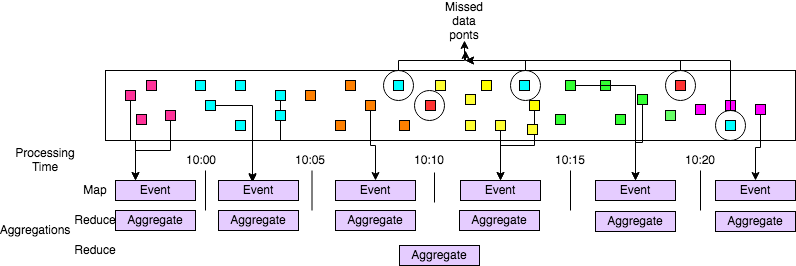 Missed
data
ponts
Processing
Time
10:00
10:05
10:10
10:15
10:20
Map
Event
Event
Event
Event
Event
Event
Aggregations
Reduce
Aggregate
Aggregate
Aggregate
Aggregate
Aggregate
Aggregate
Reduce
Aggregate